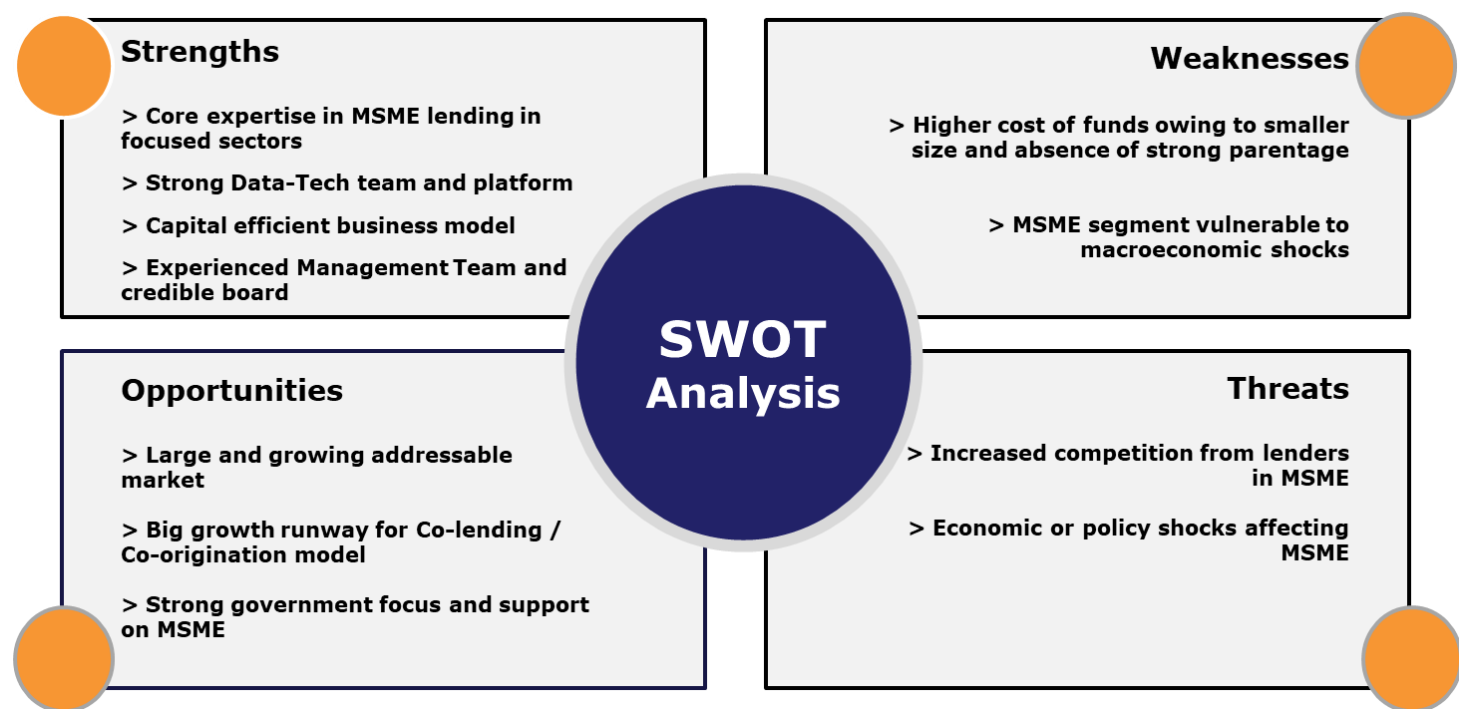 Strengths
> Core expertise in MSME lending in
focused sectors
> Strong Data-Tech team and platform
> Capital efficient business model
> Experienced Management Team and
credible board
Weaknesses
> Higher cost of funds owing to smaller
size and absence of strong parentage
> MSME segment vulnerable to
macroeconomic shocks
SWOT
Analysis
Opportunities
> Large and growing addressable
market
> Big growth runway for Co-lending /
Co-origination model
> Strong government focus and support
on MSME
Threats
> Increased competition from lenders
in MSME
> Economic or policy shocks affecting
MSME